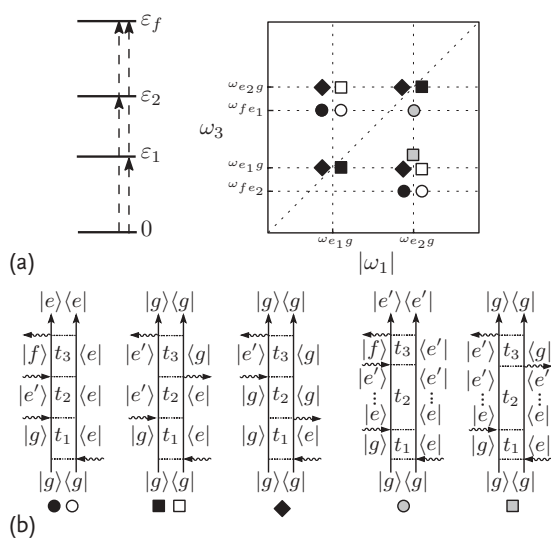 ε_f
ε_2
ε_1
0
(a)
ω_3
ω_{e_2g}
ω_{fe_1}
ω_{e_1g}
ω_{fe_2}
ω_{e_1g} ω_{e_2g}
|ω_1|
|e⟩⟨e| |g⟩⟨g| |g⟩⟨g| |e′⟩⟨e′| |g⟩⟨g|
|f⟩ t_3 ⟨e| |e′⟩ t_3 ⟨g| |e′⟩ t_3 ⟨g| |f⟩ t_3 ⟨e′| |e′⟩ t_3 ⟨g|
|e′⟩ t_2 ⟨e| |e′⟩ t_2 ⟨e| |g⟩ t_2 ⟨g| |e′⟩ ⋮ |e⟩ t_2 ⟨e′| ⋮ ⟨e| |e′⟩ ⋮ |e⟩ t_2 ⟨e′| ⋮ ⟨e|
|g⟩ t_1 ⟨e| |g⟩ t_1 ⟨e| |g⟩ t_1 ⟨e| |g⟩ t_1 ⟨e| |g⟩ t_1 ⟨e|
|g⟩⟨g| |g⟩⟨g| |g⟩⟨g| |g⟩⟨g| |g⟩⟨g|
(b)